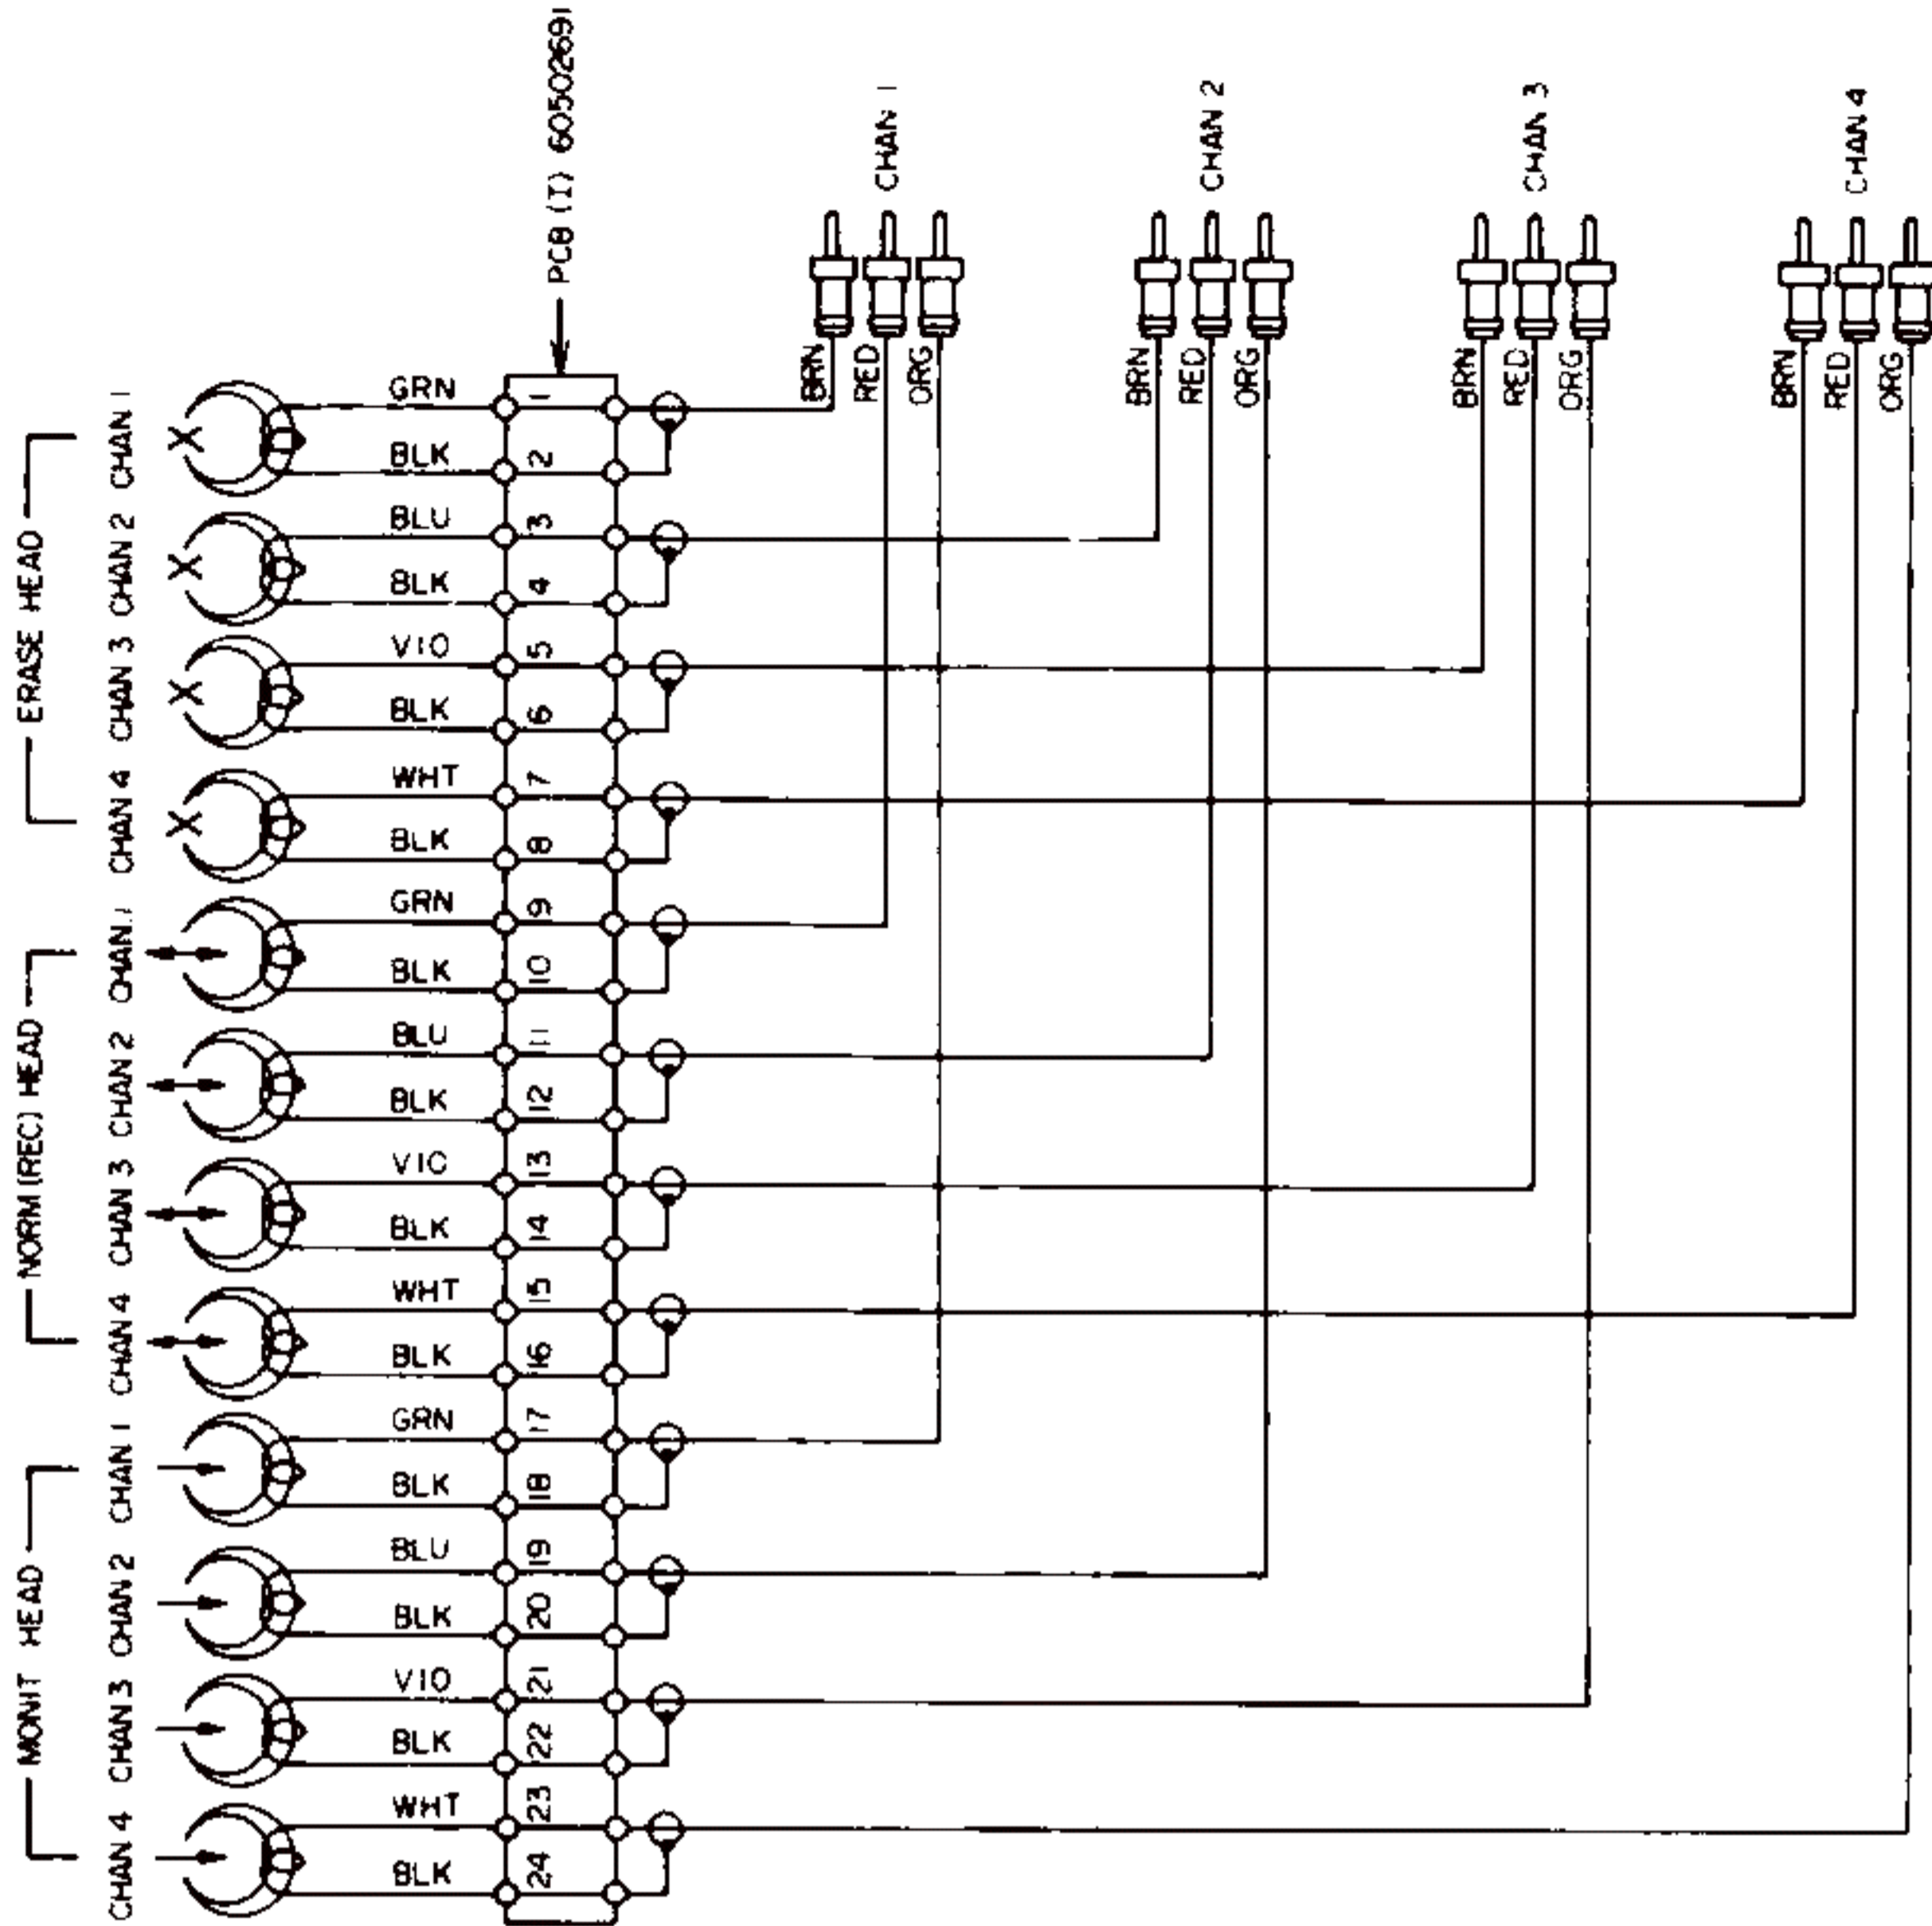 PCB (I) 6050269I
CHAN 1
CHAN 2
CHAN 3
CHAN 4
BRN
RED
ORG
BRN
RED
ORG
BRN
RED
ORG
BRN
RED
ORG
ERASE HEAD
CHAN 1
CHAN 2
CHAN 3
CHAN 4
NORM (REC) HEAD
CHAN 1
CHAN 2
CHAN 3
CHAN 4
MONIT HEAD
CHAN 1
CHAN 2
CHAN 3
CHAN 4
GRN 1
BLK 2
BLU 3
BLK 4
VIO 5
BLK 6
WHT 7
BLK 8
GRN 9
BLK 10
BLU 11
BLK 12
VIO 13
BLK 14
WHT 15
BLK 16
GRN 17
BLK 18
BLU 19
BLK 20
VIO 21
BLK 22
WHT 23
BLK 24